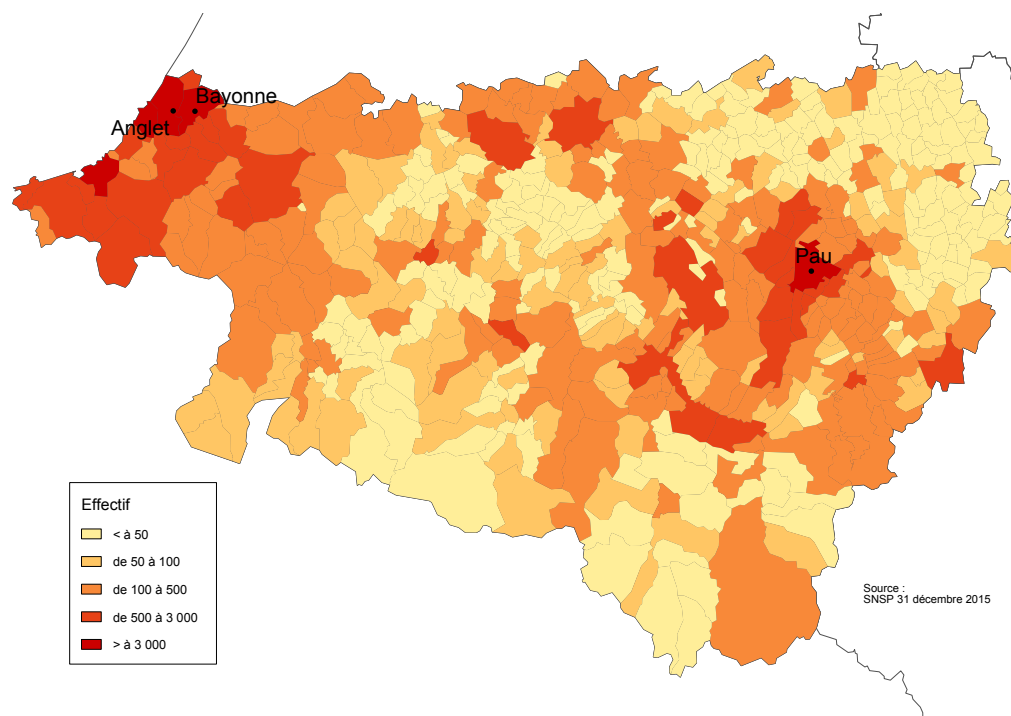 Bayonne
Anglet
Pau
Effectif
< à 50
de 50 à 100
de 100 à 500
de 500 à 3 000
> à 3 000
Source :
SNSP 31 décembre 2015